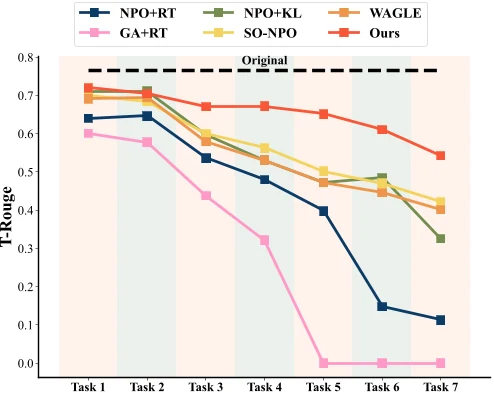 NPO+RT NPO+KL WAGLE
GA+RT SO-NPO Ours
Original
T-Rouge
0.8
0.7
0.6
0.5
0.4
0.3
0.2
0.1
0.0
Task 1 Task 2 Task 3 Task 4 Task 5 Task 6 Task 7